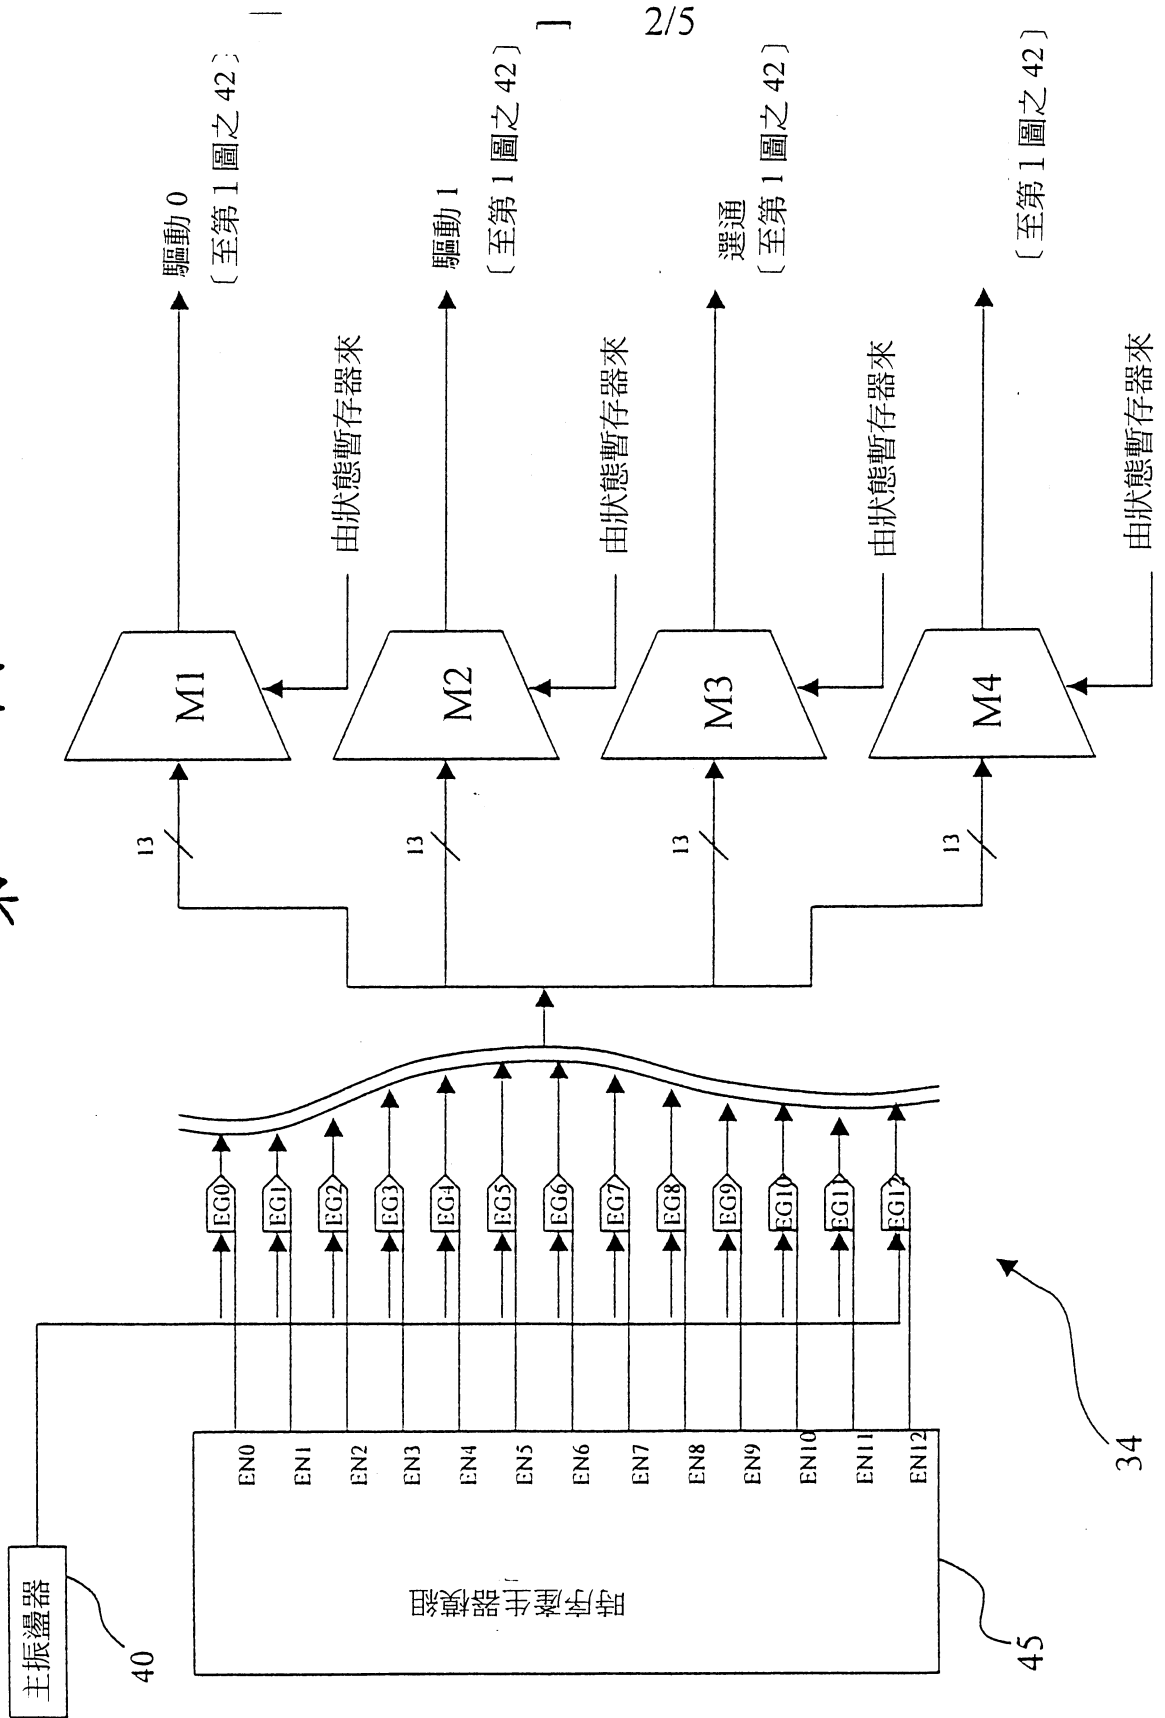 2/5
主振盪器
40
時序產生器模組
45
EN0
EN1
EN2
EN3
EN4
EN5
EN6
EN7
EN8
EN9
EN10
EN11
EN12
EG0
EG1
EG2
EG3
EG4
EG5
EG6
EG7
EG8
EG9
EG10
EG11
EG12
34
13
13
13
13
M1
M2
M3
M4
由狀態暫存器來
由狀態暫存器來
由狀態暫存器來
由狀態暫存器來
驅動 0
〔至第 1 圖之 42〕
驅動 1
〔至第 1 圖之 42〕
選通
〔至第 1 圖之 42〕
〔至第 1 圖之 42〕